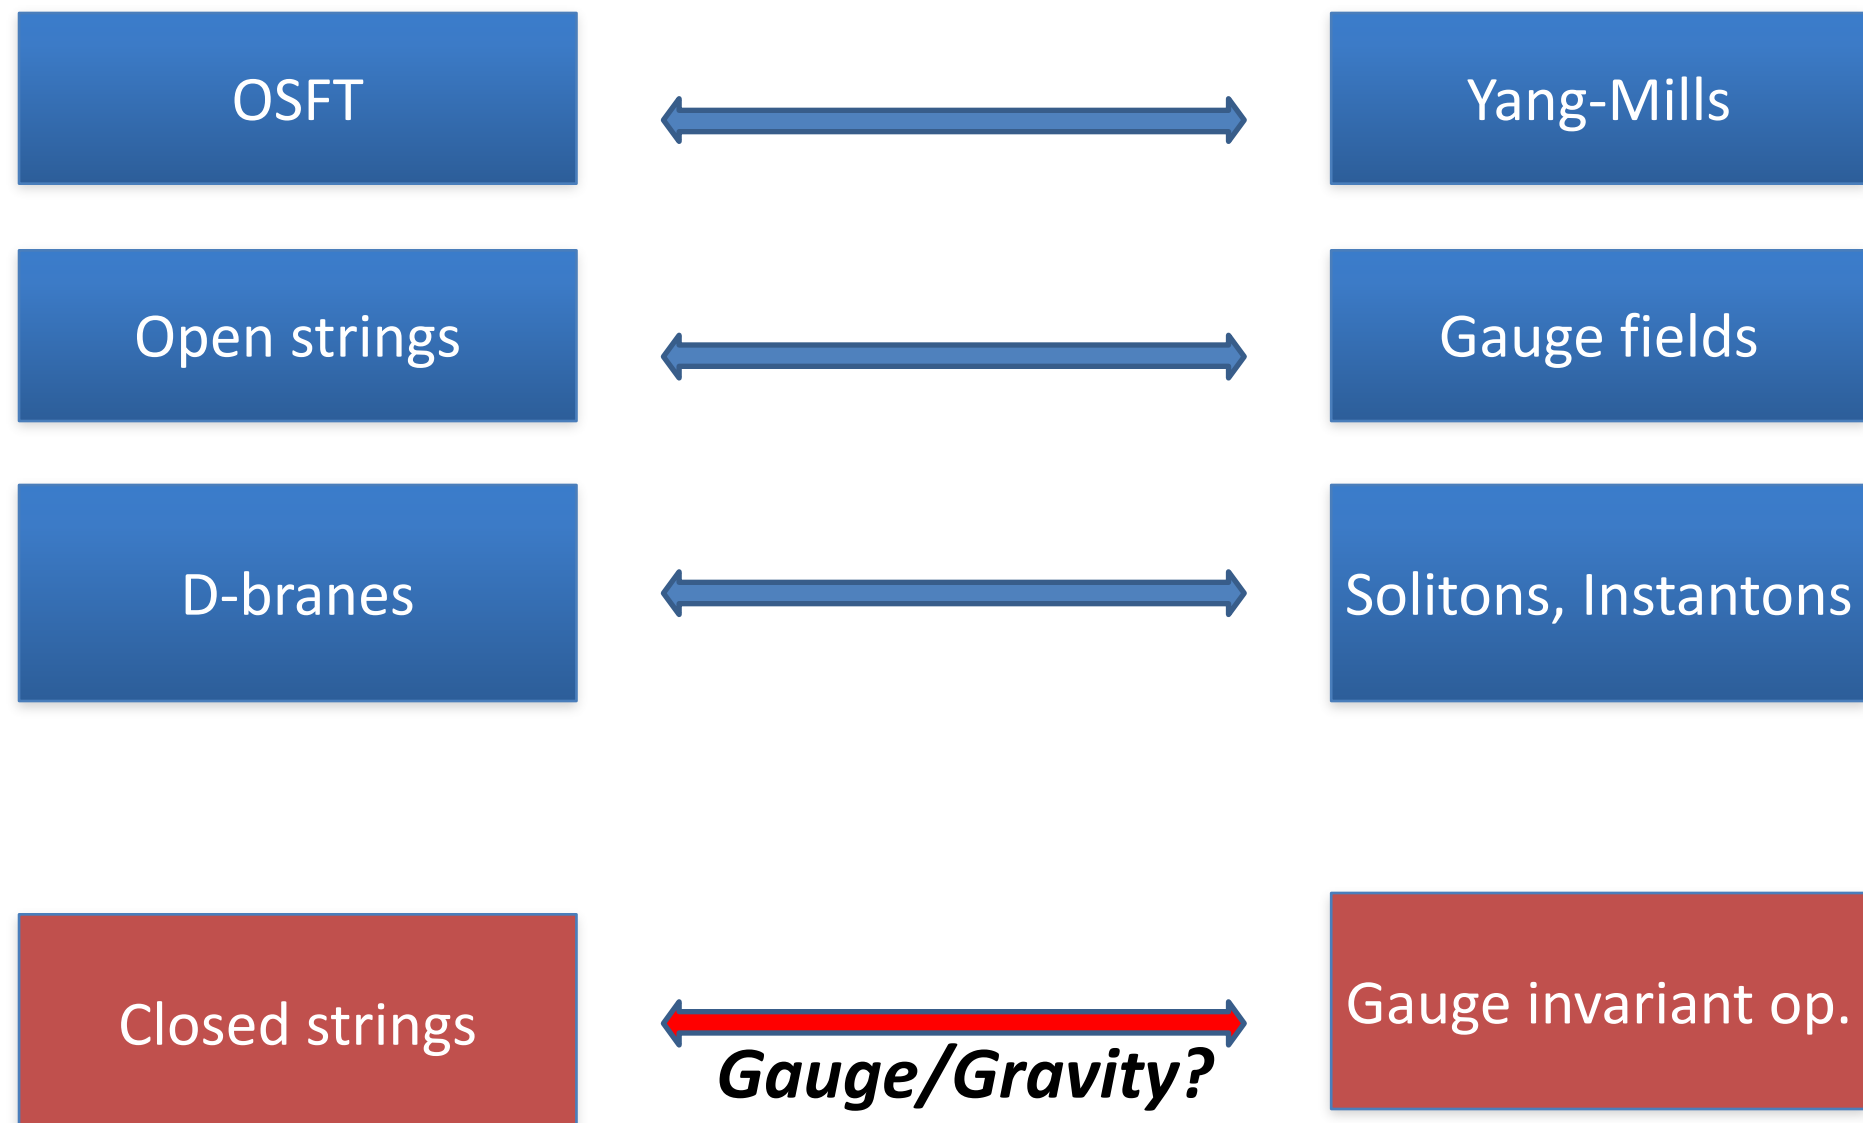 OSFT
Yang-Mills
Open strings
Gauge fields
D-branes
Solitons, Instantons
Closed strings
Gauge invariant op.
Gauge/Gravity?